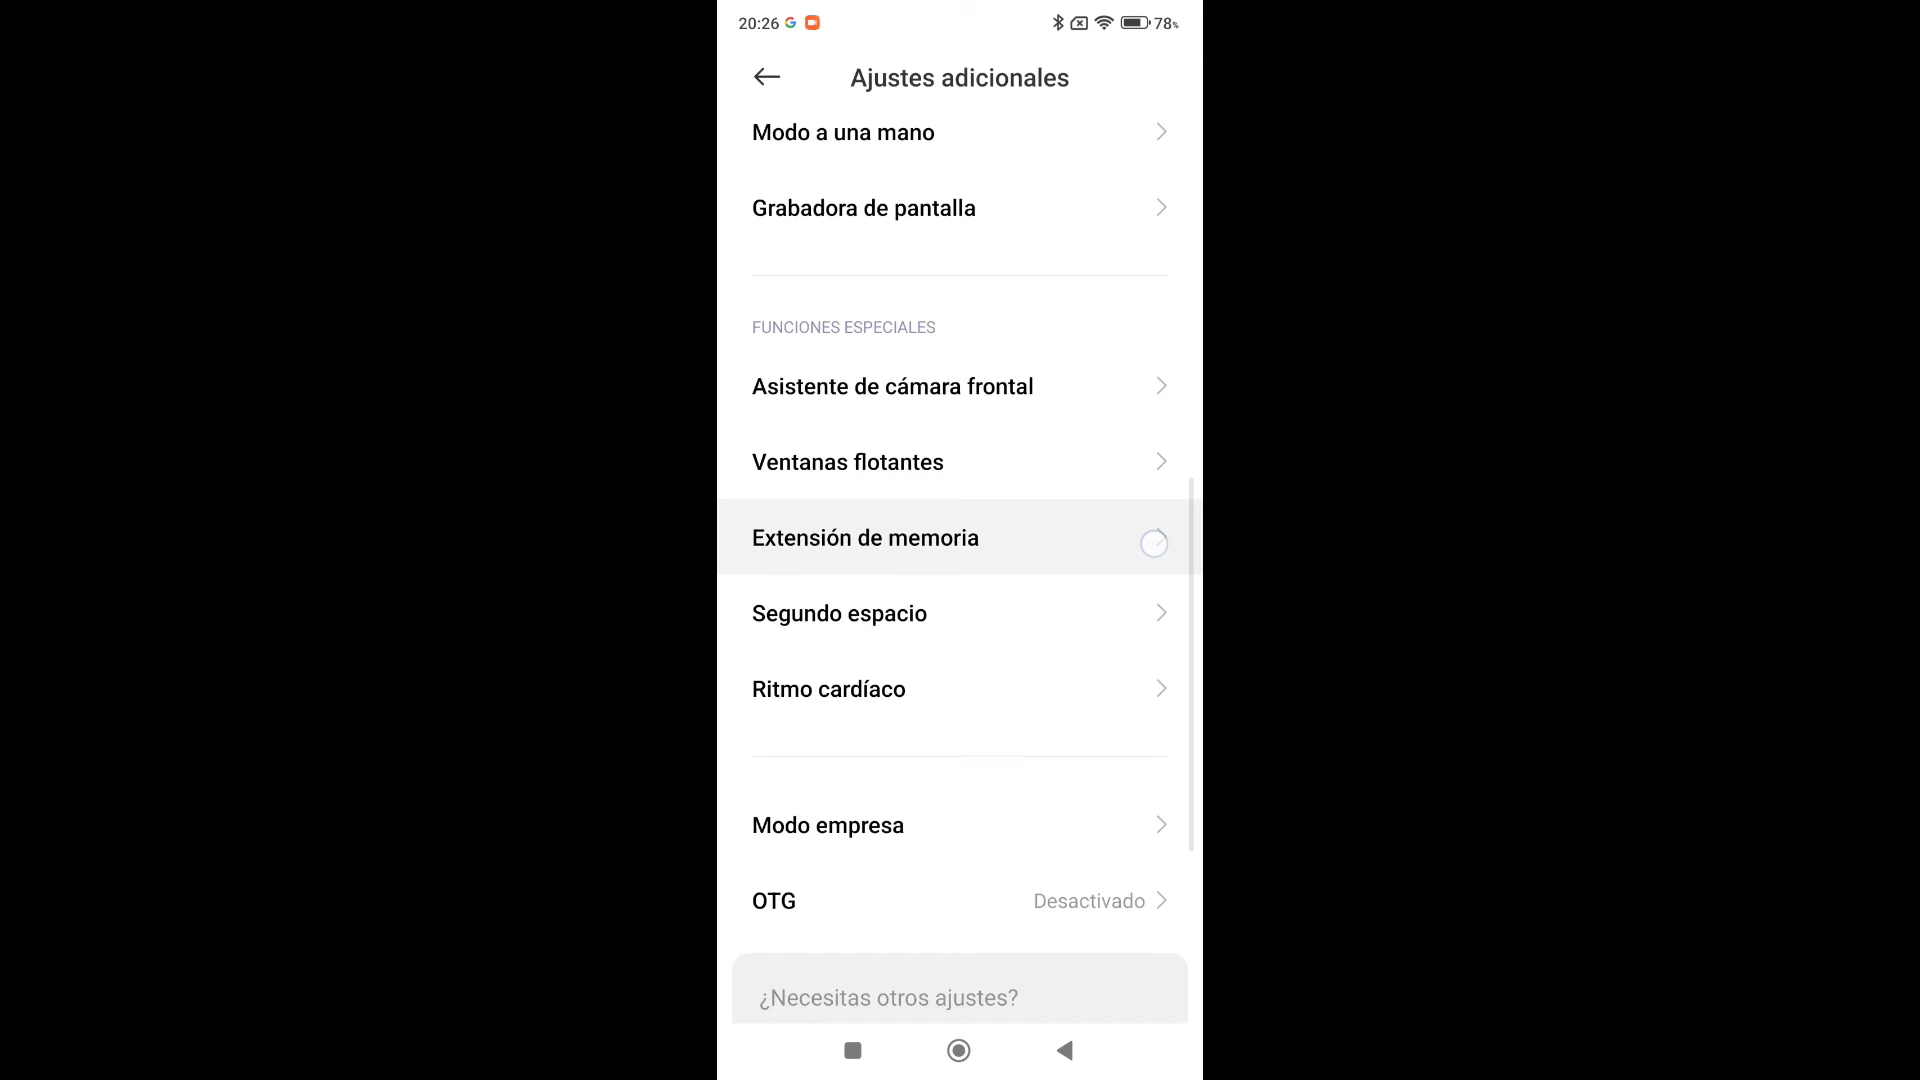 20:26 78%
Ajustes adicionales
Modo a una mano
Grabadora de pantalla
FUNCIONES ESPECIALES
Asistente de cámara frontal
Ventanas flotantes
Extensión de memoria
Segundo espacio
Ritmo cardíaco
Modo empresa
OTG Desactivado
¿Necesitas otros ajustes?